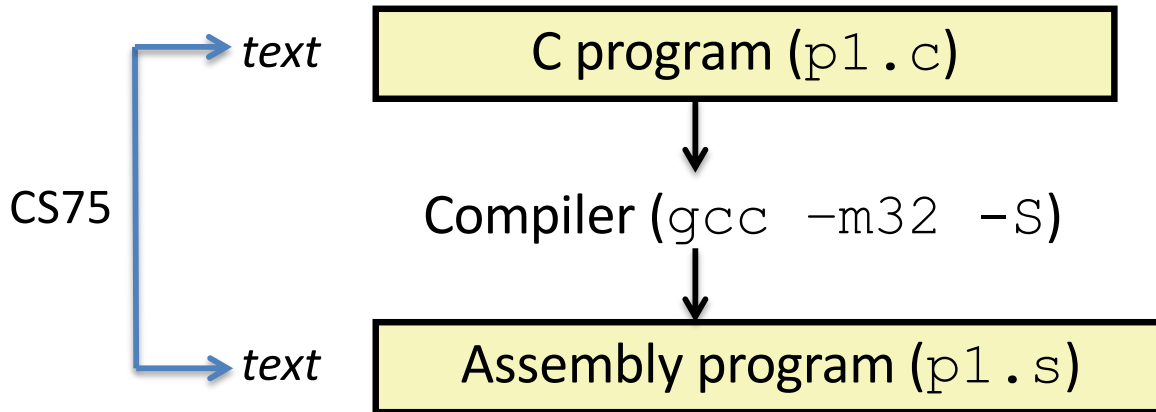 text C program (p1.c)
CS75 Compiler (gcc –m32 -S)
text Assembly program (p1.s)